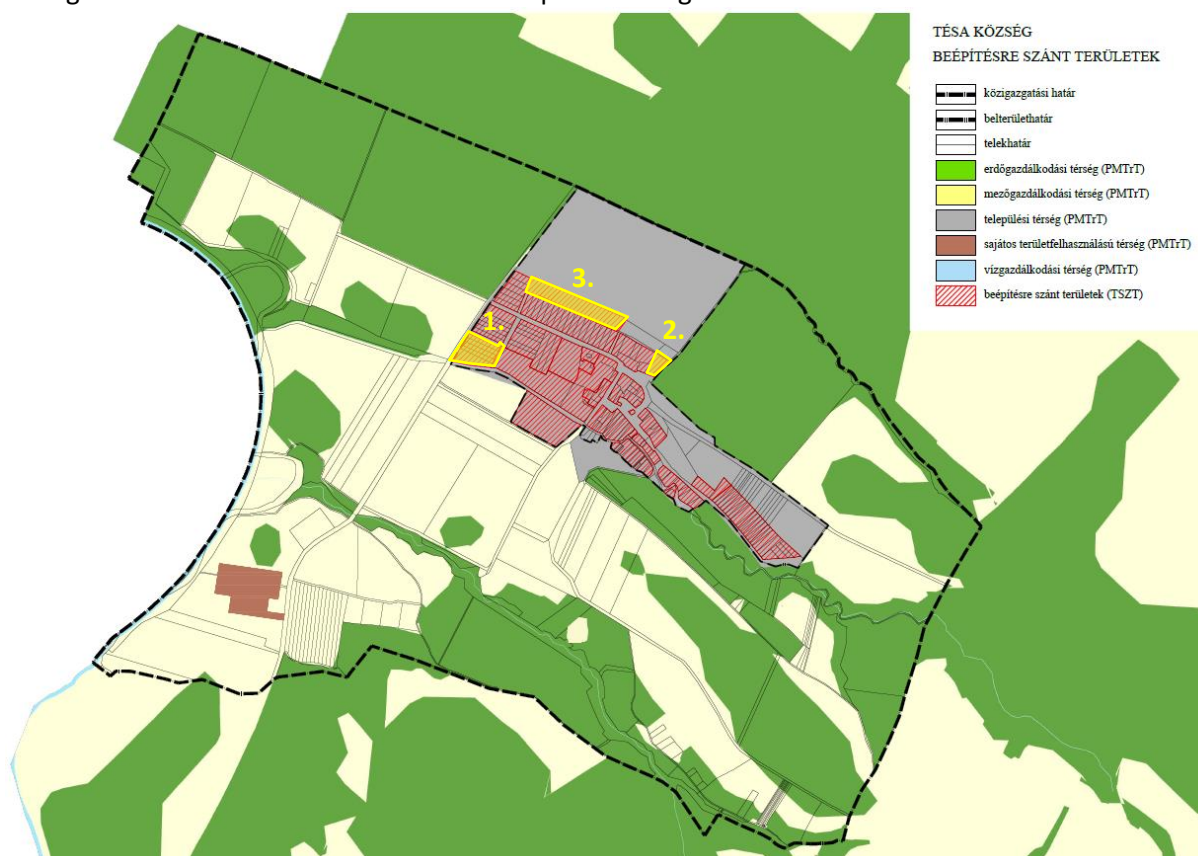 TÉSA KÖZSÉG
BEÉPÍTÉSRE SZÁNT TERÜLETEK
közigazgatási határ
belterülethatár
telekhatár
erdőgazdálkodási térség (PMTrT)
mezőgazdálkodási térség (PMTrT)
települési térség (PMTrT)
sajátos területfelhasználású térség (PMTrT)
vízgazdálkodási térség (PMTrT)
beépítésre szánt területek (TSZT)
3.
1.
2.